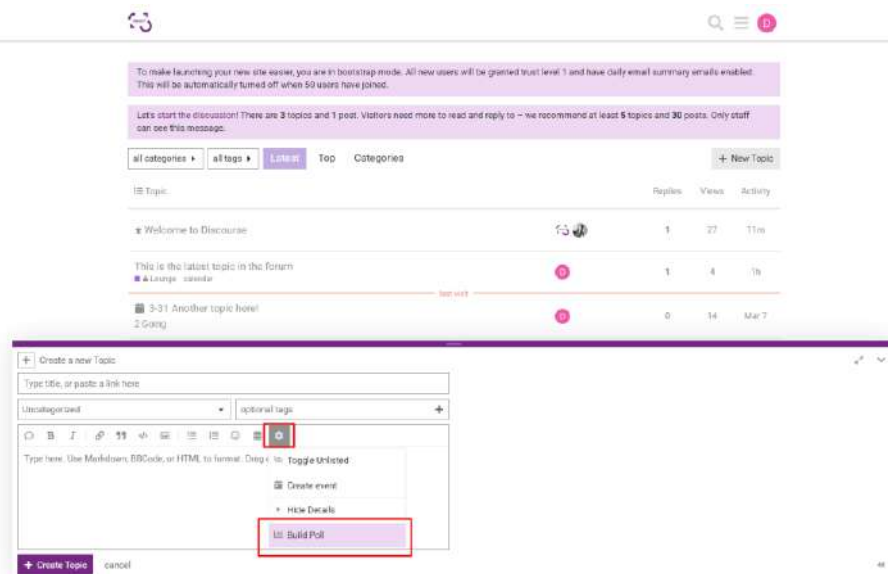 D
To make launching your new site easier, you are in bootstrap mode. All new users will be granted trust level 1 and have daily email summary emails enabled.
This will be automatically turned off when 50 users have joined.
Let's start the discussion! There are 3 topics and 1 post. Visitors need more to read and reply to – we recommend at least 5 topics and 30 posts. Only staff
can see this message.
all categories all tags Latest Top Categories + New Topic
Topic Replies Views Activity
Welcome to Discourse 1 27 11m
This is the latest topic in the forum D 1 4 1h
Lounge calendar
last visit
3-31 Another topic here! D 0 14 Mar 7
2 Going
+ Create a new Topic
Type title, or paste a link here
Uncategorized optional tags +
B I
Type here. Use Markdown, BBCode, or HTML to format. Drag
Toggle Unlisted
Create event
Hide Details
Build Poll
+ Create Topic cancel